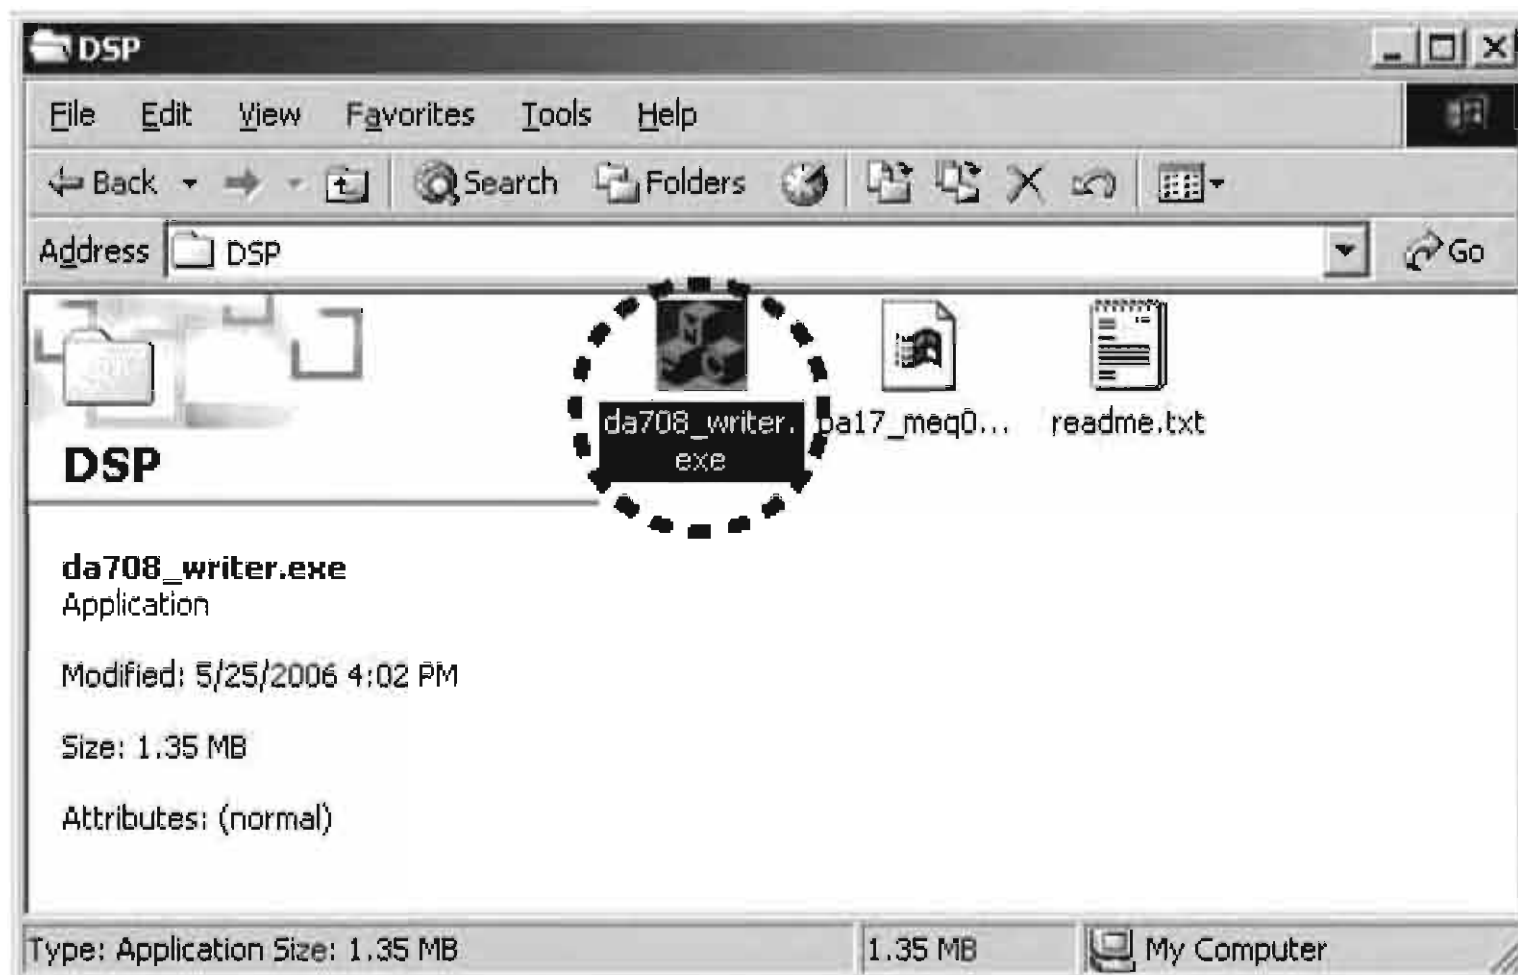 DSP
File Edit View Favorites Tools Help
Back Search Folders
Address DSP Go
da708_writer.
exe
pa17_meq0...
readme.txt
DSP
da708_writer.exe
Application
Modified: 5/25/2006 4:02 PM
Size: 1.35 MB
Attributes: (normal)
Type: Application Size: 1.35 MB 1.35 MB My Computer